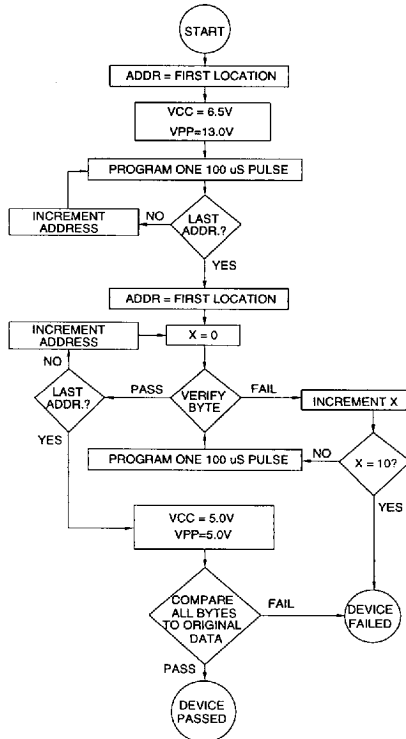 START
ADDR = FIRST LOCATION
VCC = 6.5V
VPP=13.0V
PROGRAM ONE 100 uS PULSE
INCREMENT
ADDRESS
NO
LAST
ADDR.?
YES
ADDR = FIRST LOCATION
INCREMENT
ADDRESS
X = 0
NO
LAST
ADDR.?
PASS
VERIFY
BYTE
FAIL
INCREMENT X
YES
PROGRAM ONE 100 uS PULSE
NO
X = 10?
YES
VCC = 5.0V
VPP=5.0V
COMPARE
ALL BYTES
TO ORIGINAL
DATA
FAIL
DEVICE
FAILED
PASS
DEVICE
PASSED